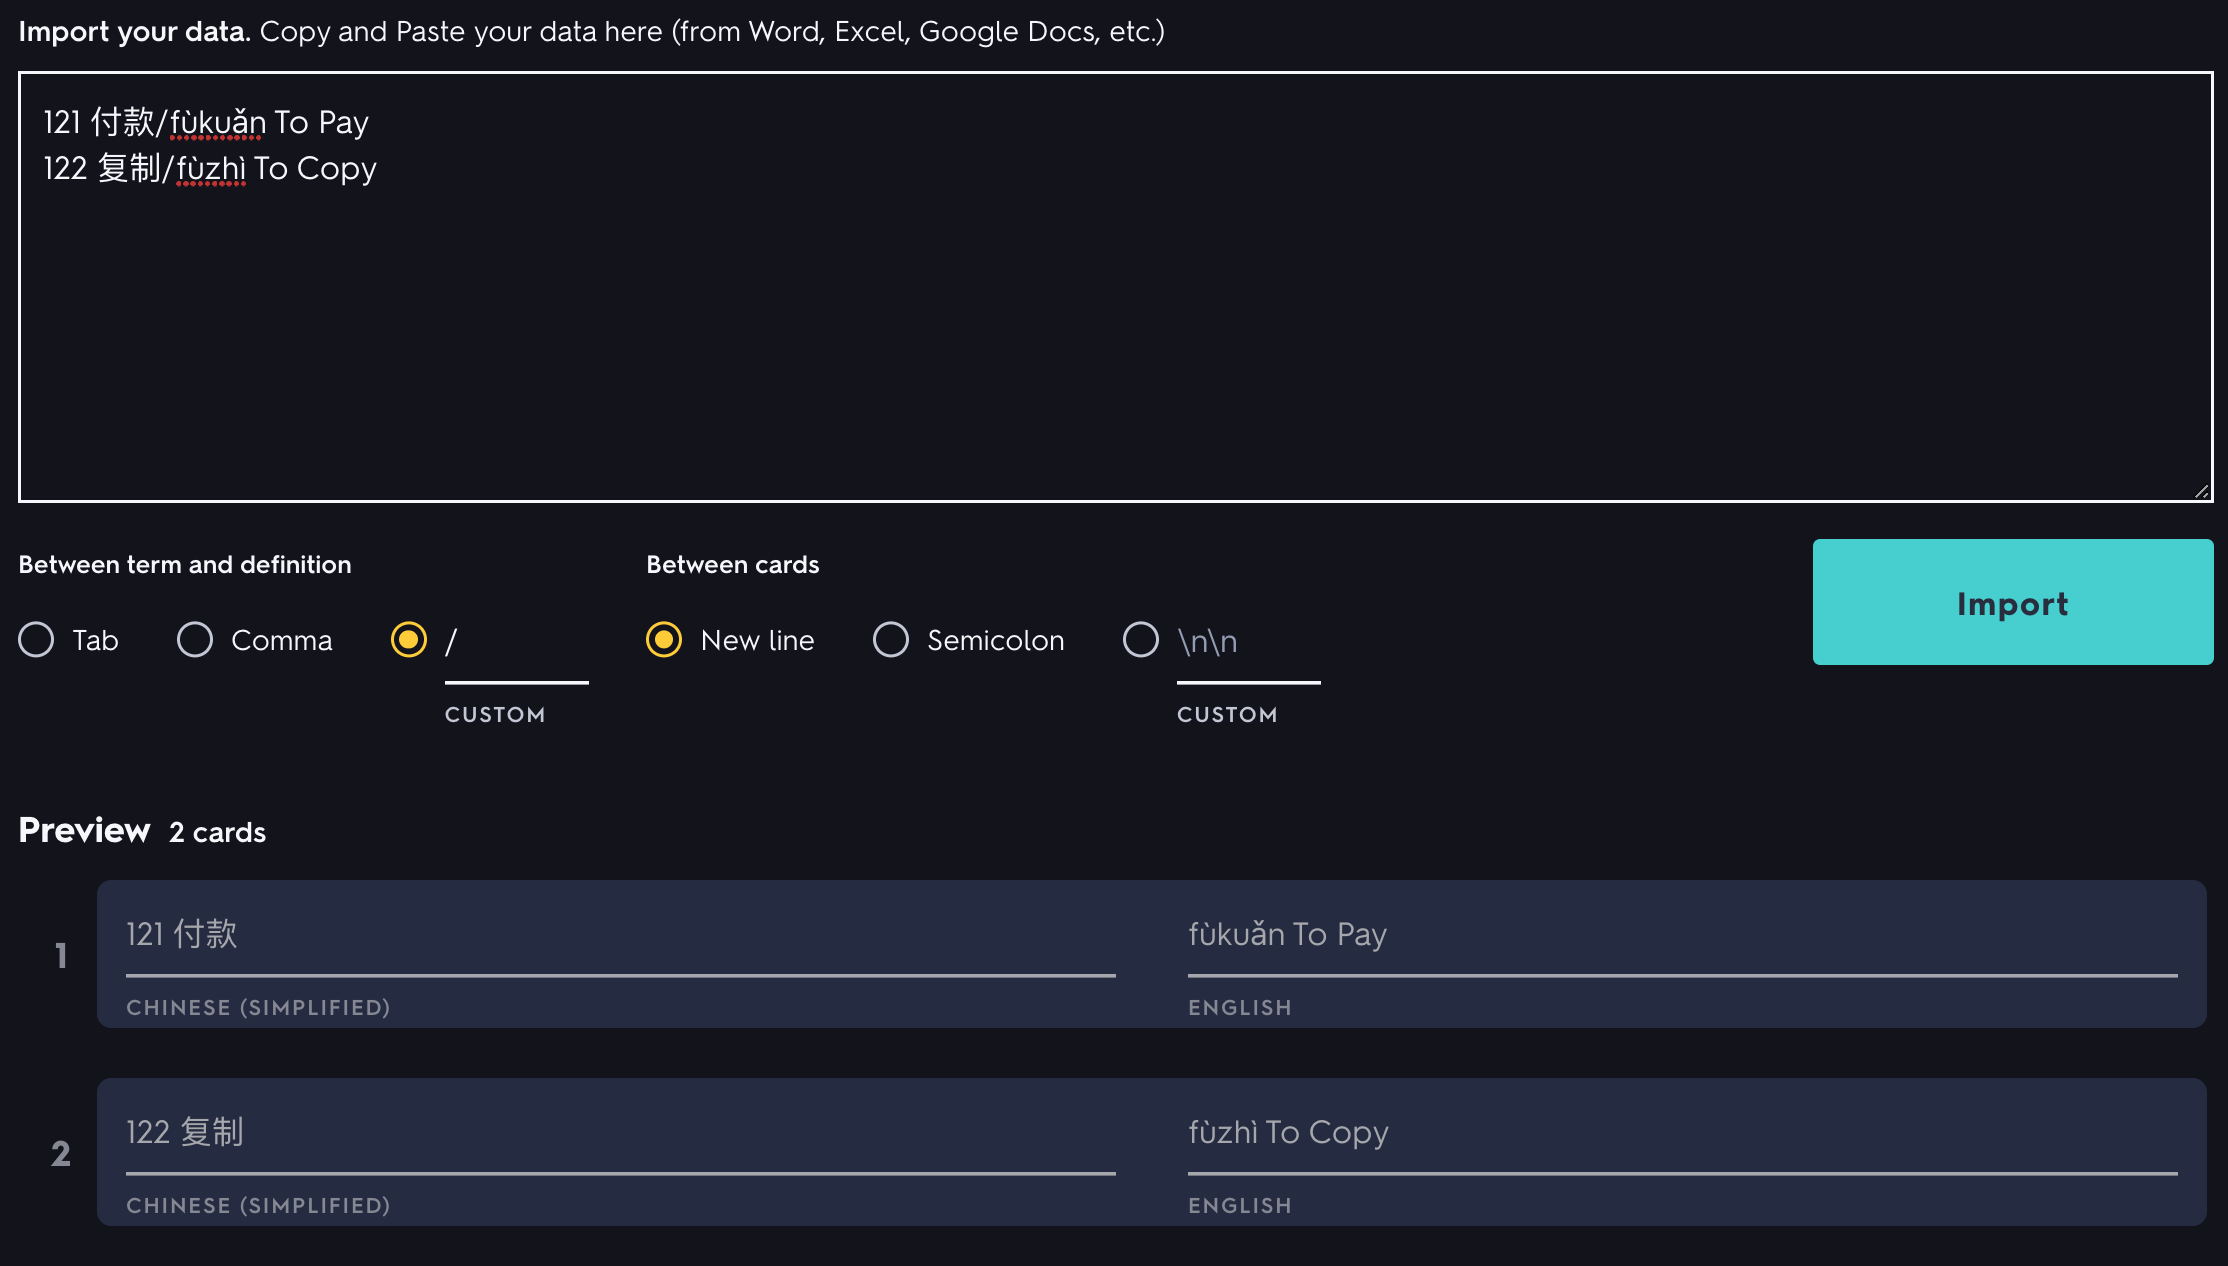 Import your data. Copy and Paste your data here (from Word, Excel, Google Docs, etc.)
121 付款/fùkuǎn To Pay
122 复制/fùzhì To Copy
Between term and definition
Between cards
Tab
Comma
/
New line
Semicolon
\n\n
Import
CUSTOM
CUSTOM
Preview 2 cards
1
121 付款
fùkuǎn To Pay
CHINESE (SIMPLIFIED)
ENGLISH
2
122 复制
fùzhì To Copy
CHINESE (SIMPLIFIED)
ENGLISH